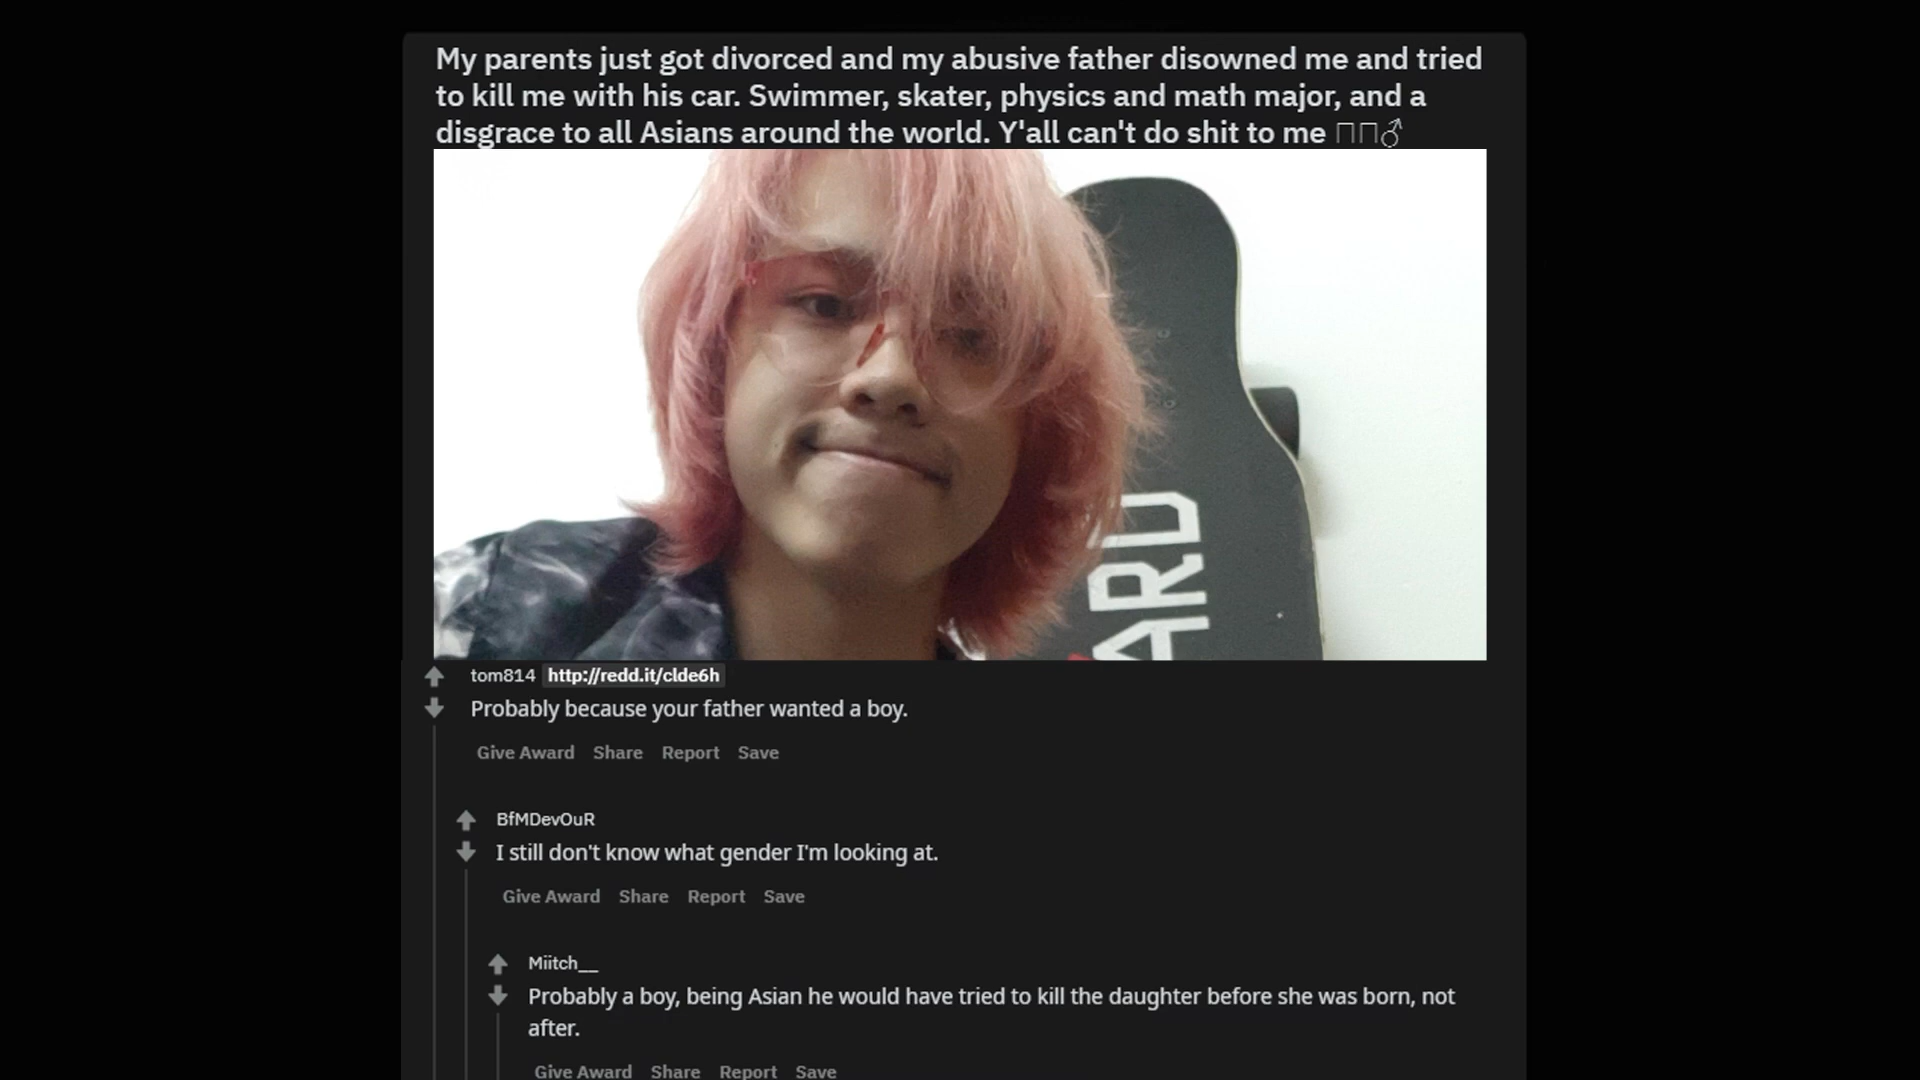 My parents just got divorced and my abusive father disowned me and tried
to kill me with his car. Swimmer, skater, physics and math major, and a
disgrace to all Asians around the world. Y'all can't do shit to me ▯▯♂
ARD
tom814 http://redd.it/clde6h
Probably because your father wanted a boy.
Give Award Share Report Save
BfMDevOuR
I still don't know what gender I'm looking at.
Give Award Share Report Save
Miitch__
Probably a boy, being Asian he would have tried to kill the daughter before she was born, not
after.
Give Award Share Report Save